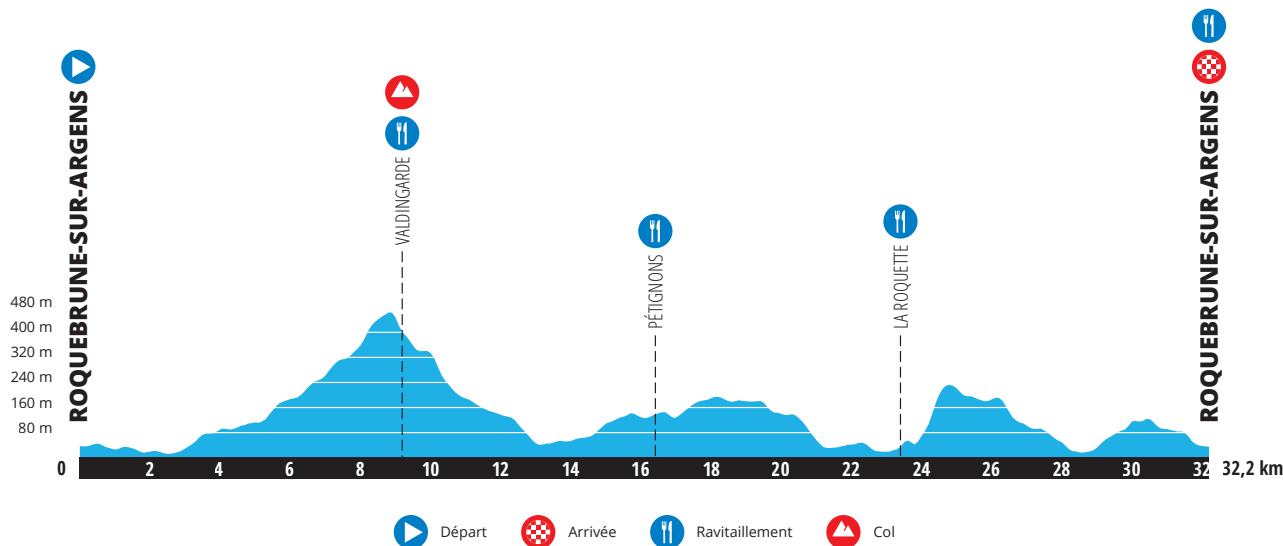 ROQUEBRUNE-SUR-ARGENS
VALDINGARDE
PÉTIGNONS
LA ROQUETTE
ROQUEBRUNE-SUR-ARGENS
480 m
400 m
320 m
240 m
160 m
80 m
0 2 4 6 8 10 12 14 16 18 20 22 24 26 28 30 32 32,2 km
Départ Arrivée Ravitaillement Col